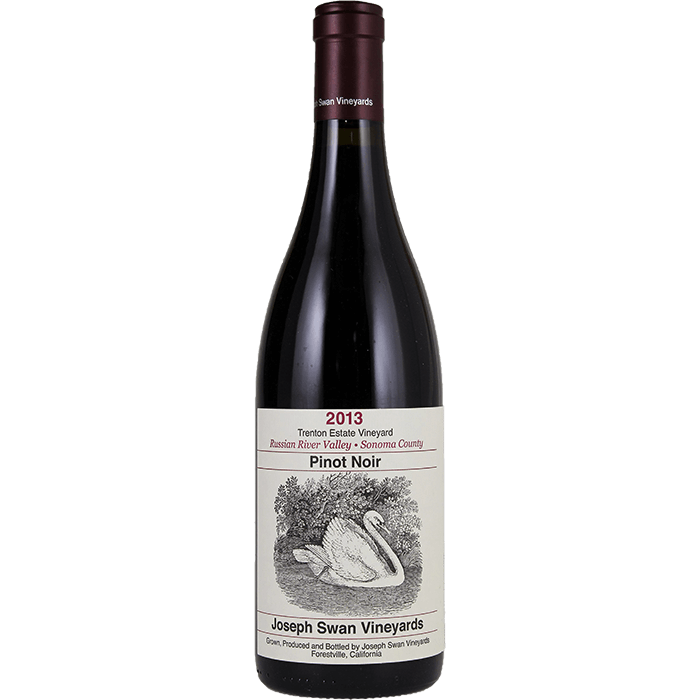 Swan Vineyards
2013
Trenton Estate Vineyard
Russian River Valley • Sonoma County
Pinot Noir
Joseph Swan Vineyards
Grown, Produced and Bottled by Joseph Swan Vineyards
Forestville, California